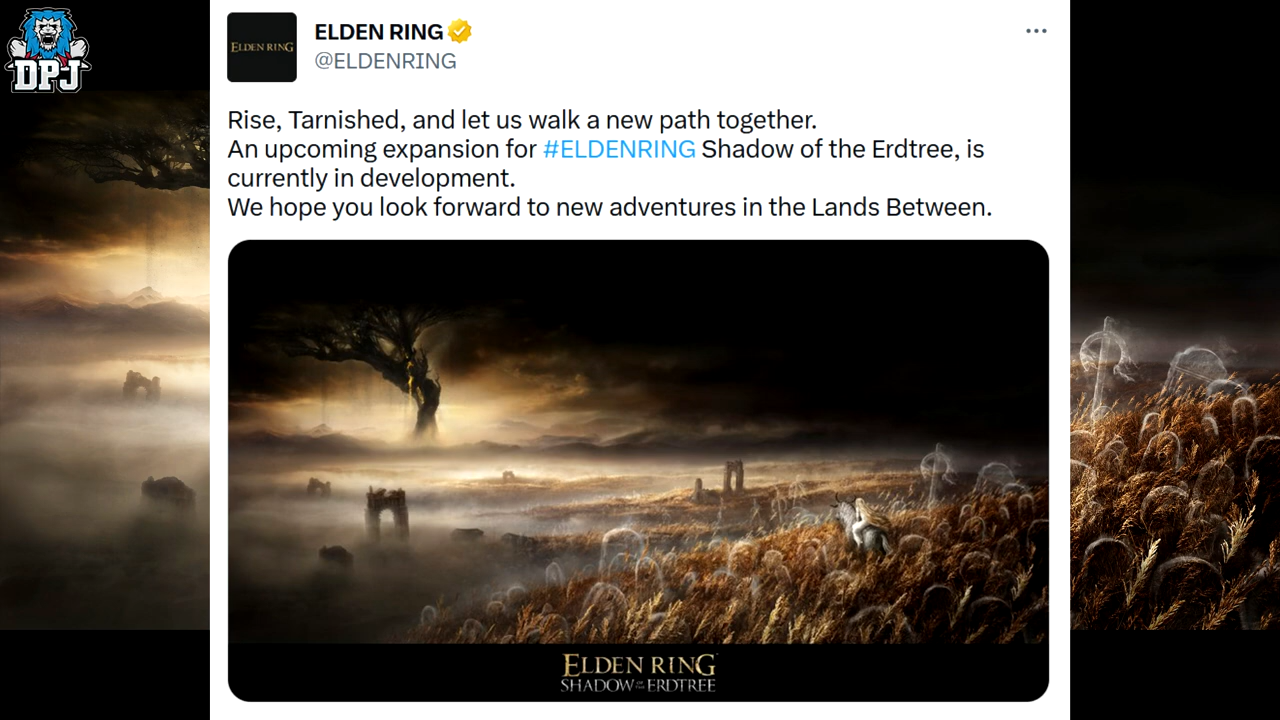 DPJ
ELDEN RING
ELDEN RING
@ELDENRING
Rise, Tarnished, and let us walk a new path together.
An upcoming expansion for #ELDENRING Shadow of the Erdtree, is
currently in development.
We hope you look forward to new adventures in the Lands Between.
ELDEN RING
SHADOW OF THE ERDTREE